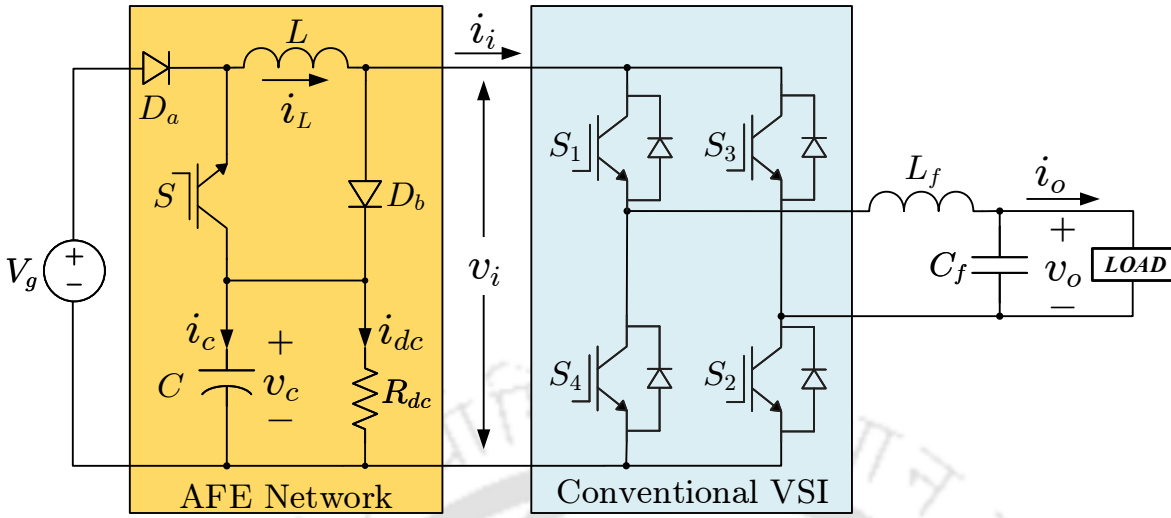 L
i_i
D_a
i_L
S_1
S_3
S
D_b
L_f
i_o
V_g
+
-
v_i
C_f
+
v_o
-
LOAD
i_c
+
i_dc
C
v_c
R_dc
-
S_4
S_2
AFE Network
Conventional VSI